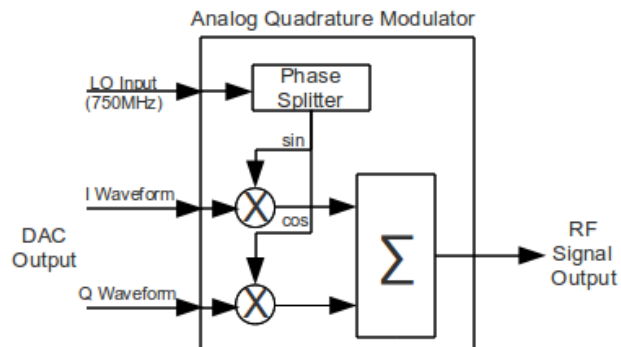 Analog Quadrature Modulator
LO Input
(750MHz)
Phase
Splitter
sin
I Waveform
X
cos
DAC
Output
Σ
RF
Signal
Output
Q Waveform
X